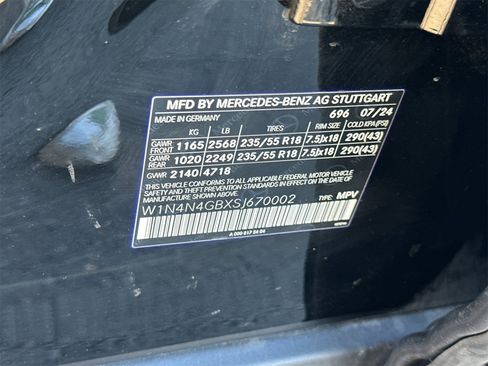 MFD BY MERCEDES-BENZ AG STUTTGART
MADE IN GERMANY 696 07/24
KG LB TIRES RIM SIZE COLD KPA(PSI)
GAWR FRONT 1165 2568 235/55 R18 7.5Jx18 290(43)
GAWR REAR 1020 2249 235/55 R18 7.5Jx18 290(43)
GVWR 2140 4718
THIS VEHICLE CONFORMS TO ALL APPLICABLE FEDERAL MOTOR VEHICLE
SAFETY STANDARDS IN EFFECT ON THE DATE OF
MANUFACTURE SHOWN ABOVE.
W1N4N4GBXSJ670002 TYPE: MPV